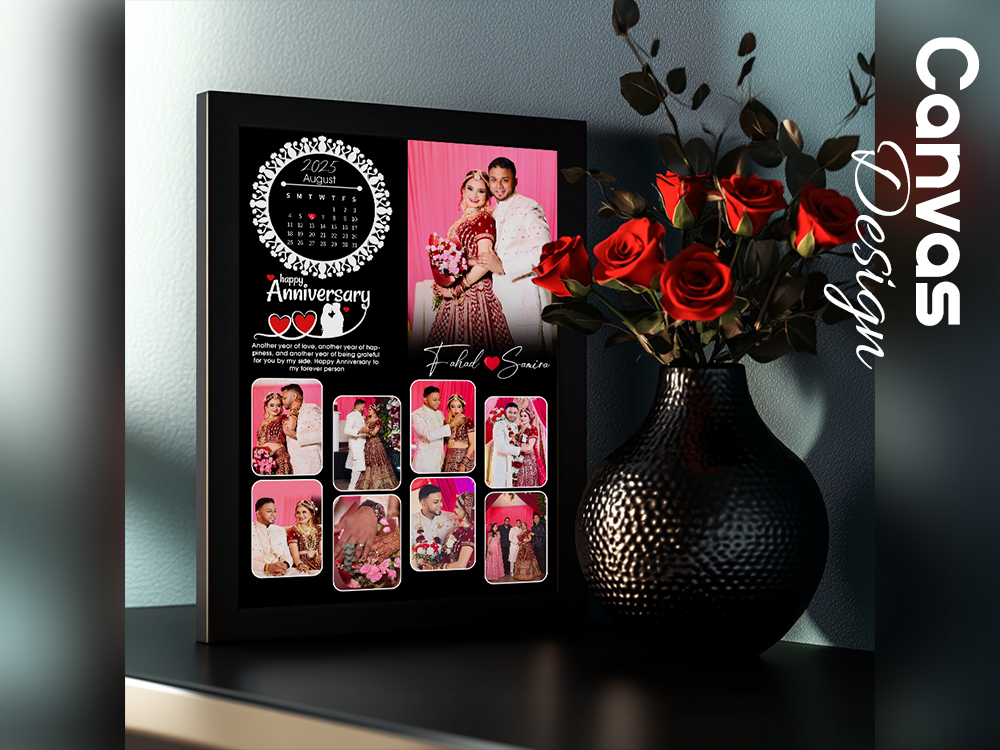 2025
August
S M T W T F S
1 2 3
4 5 7 8 9 10
11 12 13 14 15 16 17
18 19 20 21 22 23 24
25 26 27 28 29 30 31
happy
Anniversary
Another year of love, another year of hap-
piness, and another year of being grateful
for you by my side. Happy Anniversary to
my forever person
Fahad Samira
Canvas
Design